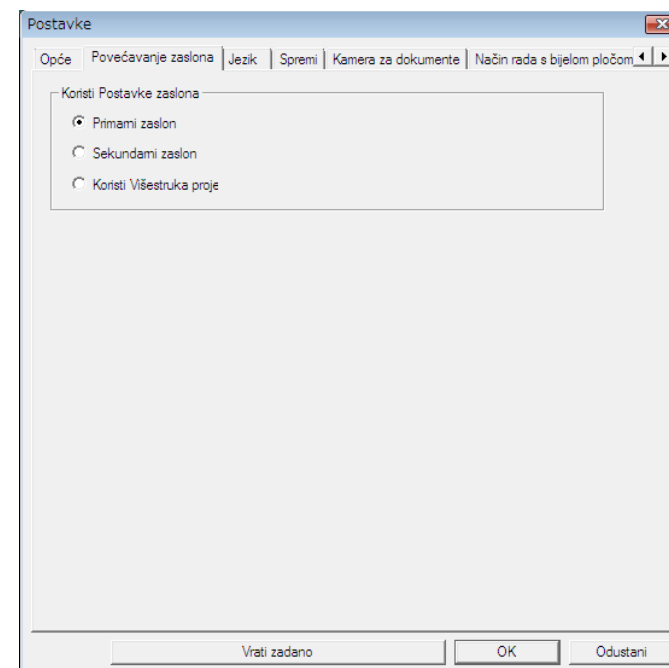 Postavke
Opće Povećavanje zaslona Jezik Spremi Kamera za dokumente Način rada s bijelom pločom
Koristi Postavke zaslona
Primarni zaslon
Sekundarni zaslon
Koristi Višestruka proje
Vrati zadano OK Odustani